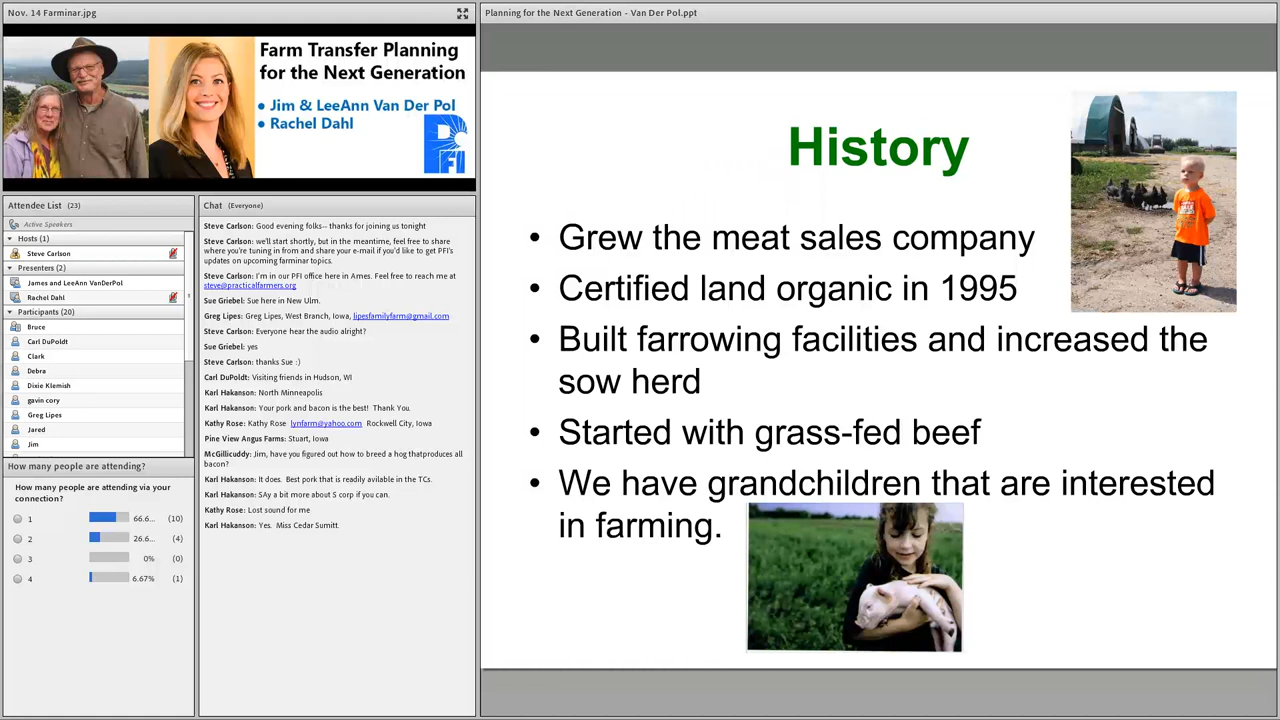 Nov. 14 Farminar.jpg
Farm Transfer Planning
for the Next Generation
• Jim & LeeAnn Van Der Pol
• Rachel Dahl
PFI
Attendee List (23)
Active Speakers
Hosts (1)
Steve Carlson
Presenters (2)
James and LeeAnn VanDerPol
Rachel Dahl
Participants (20)
Bruce
Carl DuPoldt
Clark
Debra
Dixie Klemish
gavin cory
Greg Lipes
Jared
Jim
How many people are attending?
How many people are attending via your
connection?
1 66.6... (10)
2 26.6... (4)
3 0% (0)
4 6.67% (1)
Chat (Everyone)
Steve Carlson: Good evening folks-- thanks for joining us tonight
Steve Carlson: we'll start shortly, but in the meantime, feel free to share
where you're tuning in from and share your e-mail if you'd like to get PFI's
updates on upcoming farminar topics.
Steve Carlson: I'm in our PFI office here in Ames. Feel free to reach me at
steve@practicalfarmers.org
Sue Griebel: Sue here in New Ulm.
Greg Lipes: Greg Lipes, West Branch, Iowa, lipesfamilyfarm@gmail.com
Steve Carlson: Everyone hear the audio alright?
Sue Griebel: yes
Steve Carlson: thanks Sue :)
Carl DuPoldt: Visiting friends in Hudson, WI
Karl Hakanson: North Minneapolis
Karl Hakanson: Your pork and bacon is the best! Thank You.
Kathy Rose: Kathy Rose lynfarm@yahoo.com Rockwell City, Iowa
Pine View Angus Farms: Stuart, Iowa
McGillicuddy: Jim, have you figured out how to breed a hog thatproduces all
bacon?
Karl Hakanson: It does. Best pork that is readily avilable in the TCs.
Karl Hakanson: SAy a bit more about S corp if you can.
Kathy Rose: Lost sound for me
Karl Hakanson: Yes. Miss Cedar Sumitt.
Planning for the Next Generation - Van Der Pol.ppt
History
• Grew the meat sales company
• Certified land organic in 1995
• Built farrowing facilities and increased the
sow herd
• Started with grass-fed beef
• We have grandchildren that are interested
in farming.